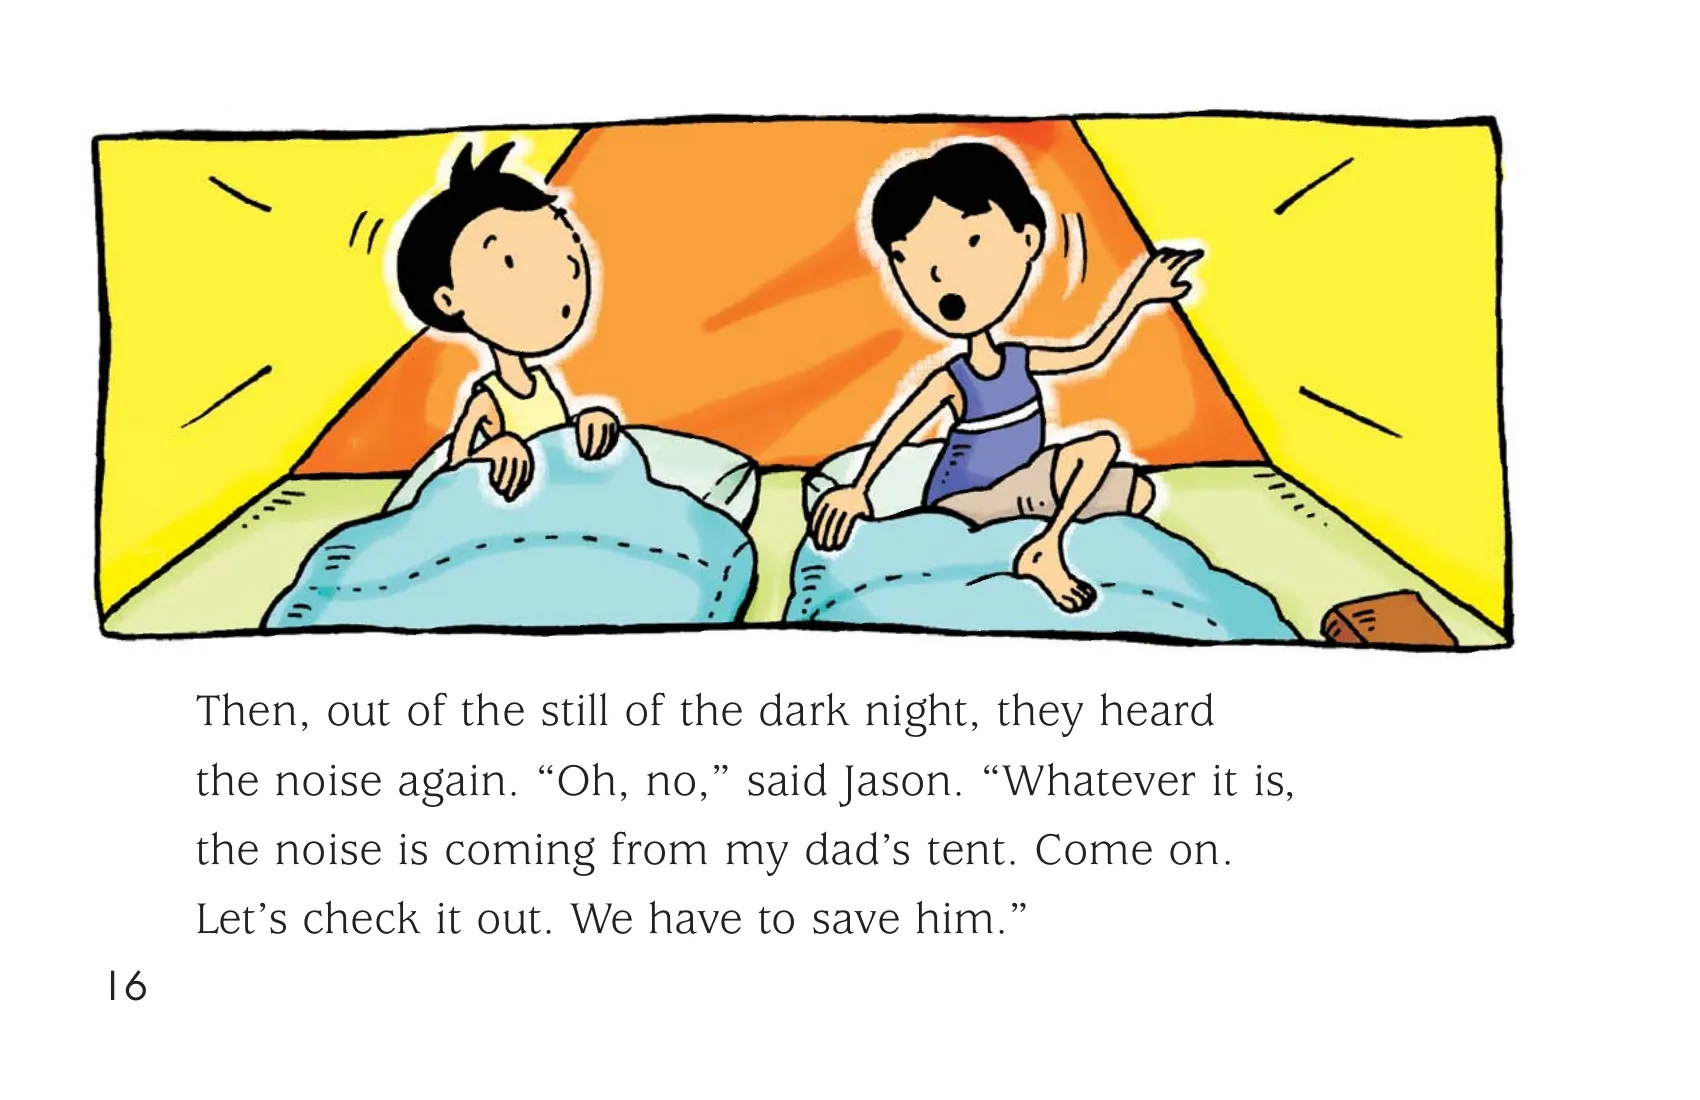 Then, out of the still of the dark night, they heard
the noise again. “Oh, no,” said Jason. “Whatever it is,
the noise is coming from my dad’s tent. Come on.
Let’s check it out. We have to save him.”
16